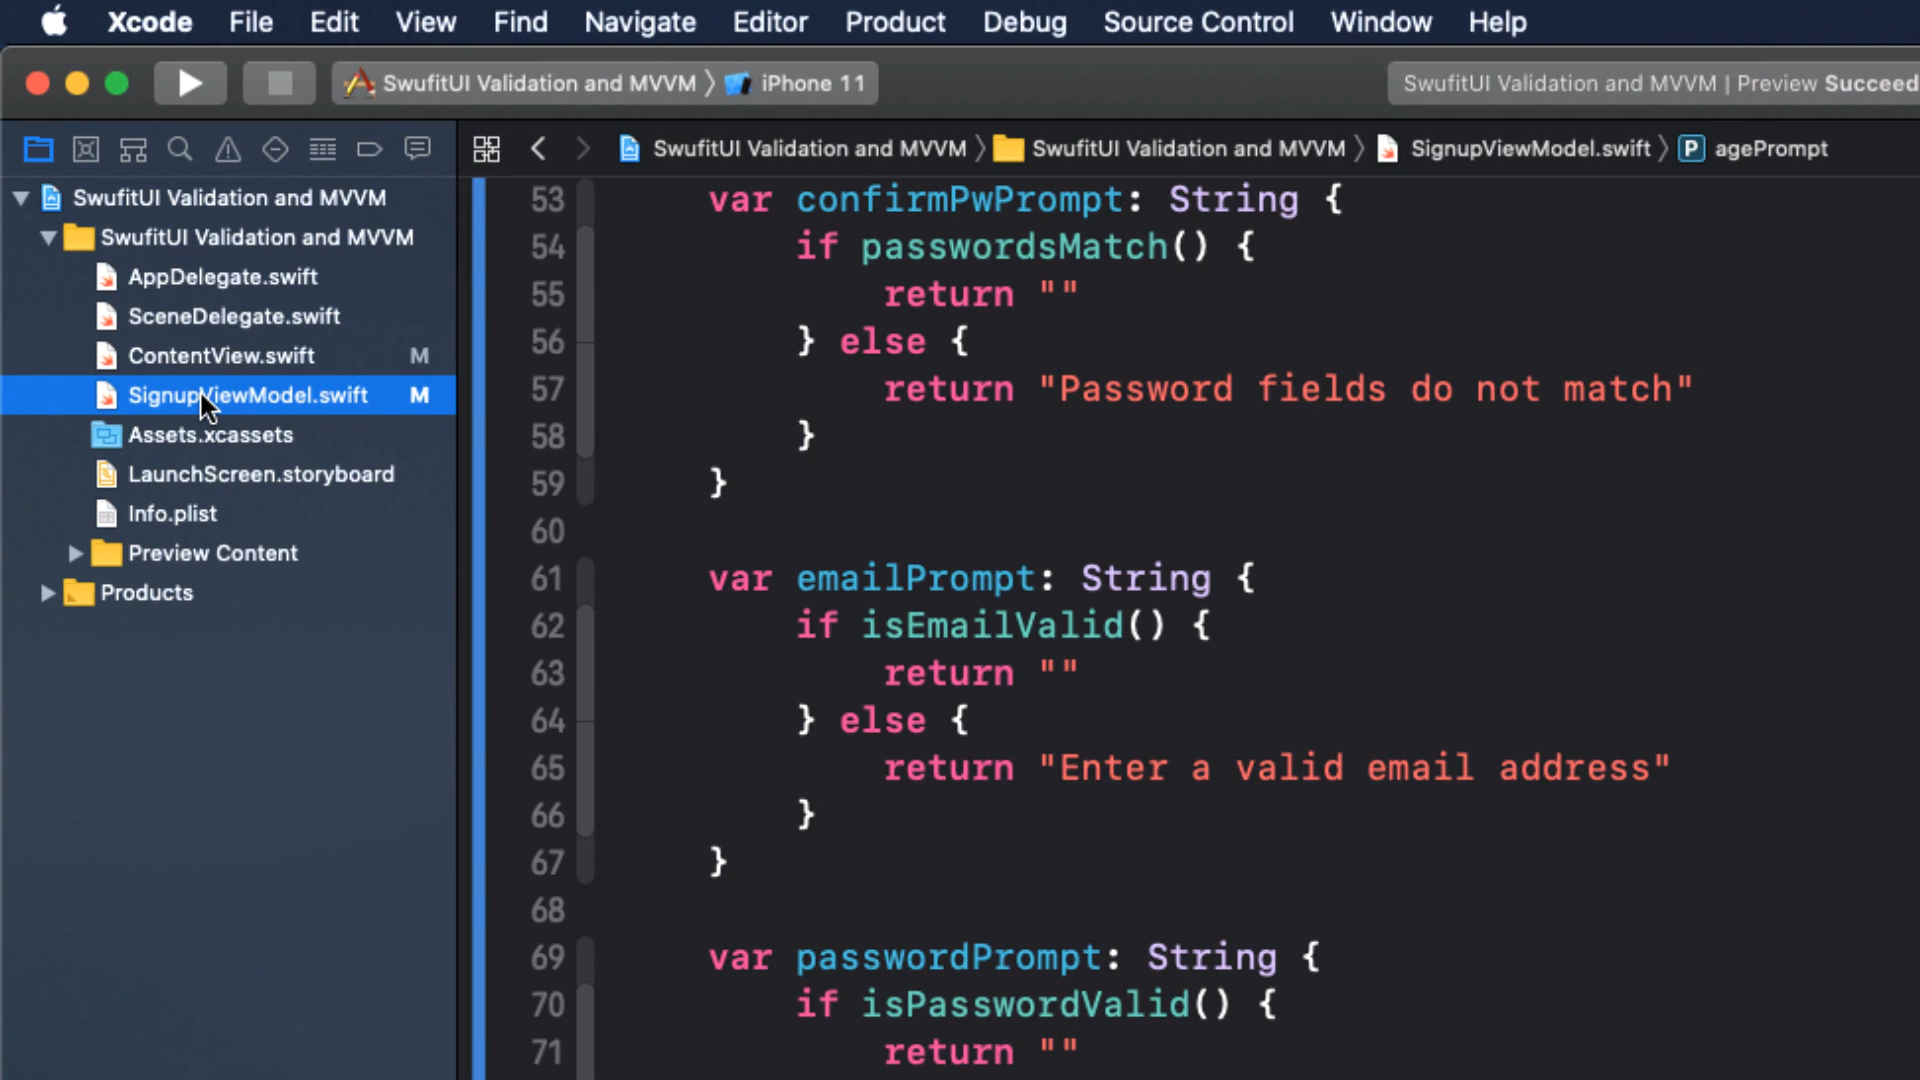 Xcode File Edit View Find Navigate Editor Product Debug Source Control Window Help
SwufitUI Validation and MVVM 〉 iPhone 11
SwufitUI Validation and MVVM | Preview Succeed
SwufitUI Validation and MVVM 〉 SwufitUI Validation and MVVM 〉 SignupViewModel.swift 〉 P agePrompt
SwufitUI Validation and MVVM
SwufitUI Validation and MVVM
AppDelegate.swift
SceneDelegate.swift
ContentView.swift M
SignupViewModel.swift M
Assets.xcassets
LaunchScreen.storyboard
Info.plist
Preview Content
Products
53 var confirmPwPrompt: String {
54 if passwordsMatch() {
55 return ""
56 } else {
57 return "Password fields do not match"
58 }
59 }
60
61 var emailPrompt: String {
62 if isEmailValid() {
63 return ""
64 } else {
65 return "Enter a valid email address"
66 }
67 }
68
69 var passwordPrompt: String {
70 if isPasswordValid() {
71 return ""